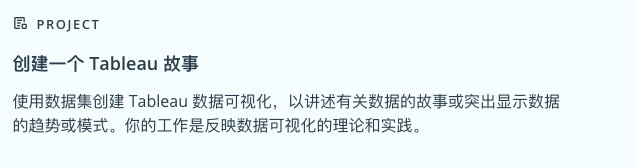 PROJECT
创建一个 Tableau 故事
使用数据集创建 Tableau 数据可视化，以讲述有关数据的故事或突出显示数据
的趋势或模式。你的工作是反映数据可视化的理论和实践。